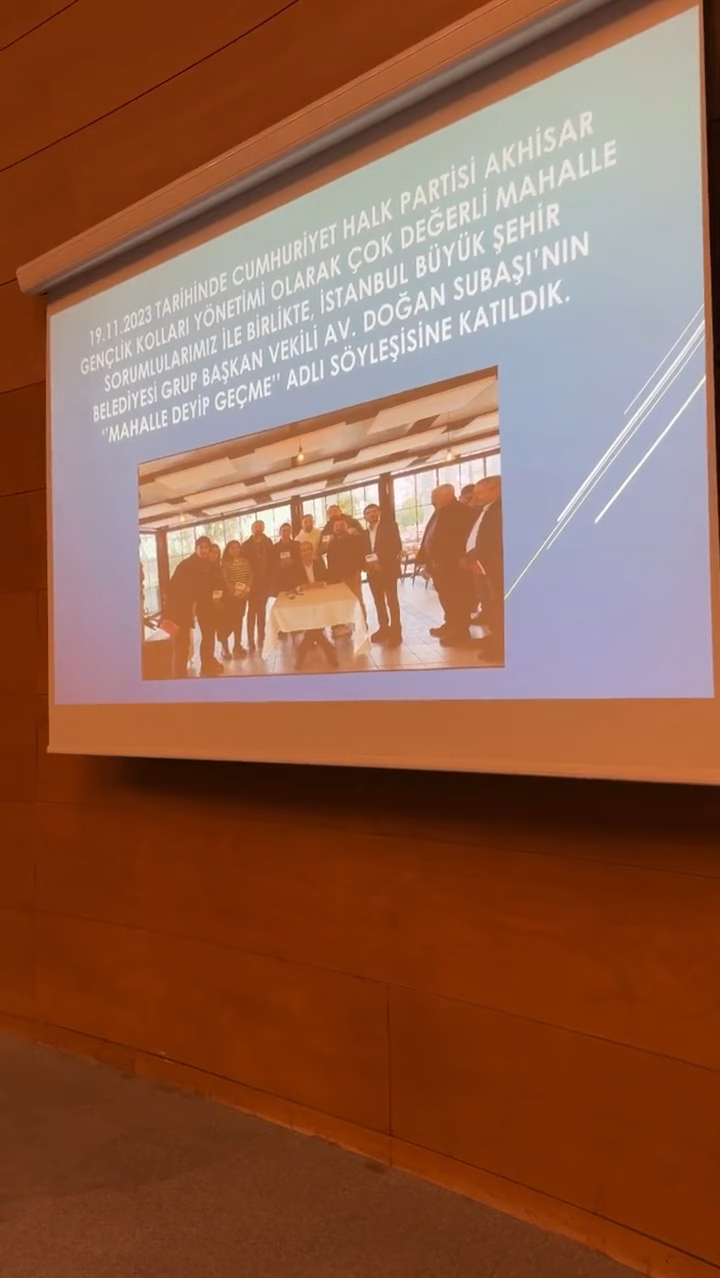 19.11.2023 TARİHİNDE CUMHURİYET HALK PARTİSİ AKHİSAR
GENÇLİK KOLLARI YÖNETİMİ OLARAK ÇOK DEĞERLİ MAHALLE
SORUMLULARIMIZ İLE BİRLİKTE, İSTANBUL BÜYÜK ŞEHİR
BELEDİYESİ GRUP BAŞKAN VEKİLİ AV. DOĞAN SUBAŞI'NIN
''MAHALLE DEYİP GEÇME'' ADLI SÖYLEŞİSİNE KATILDIK.